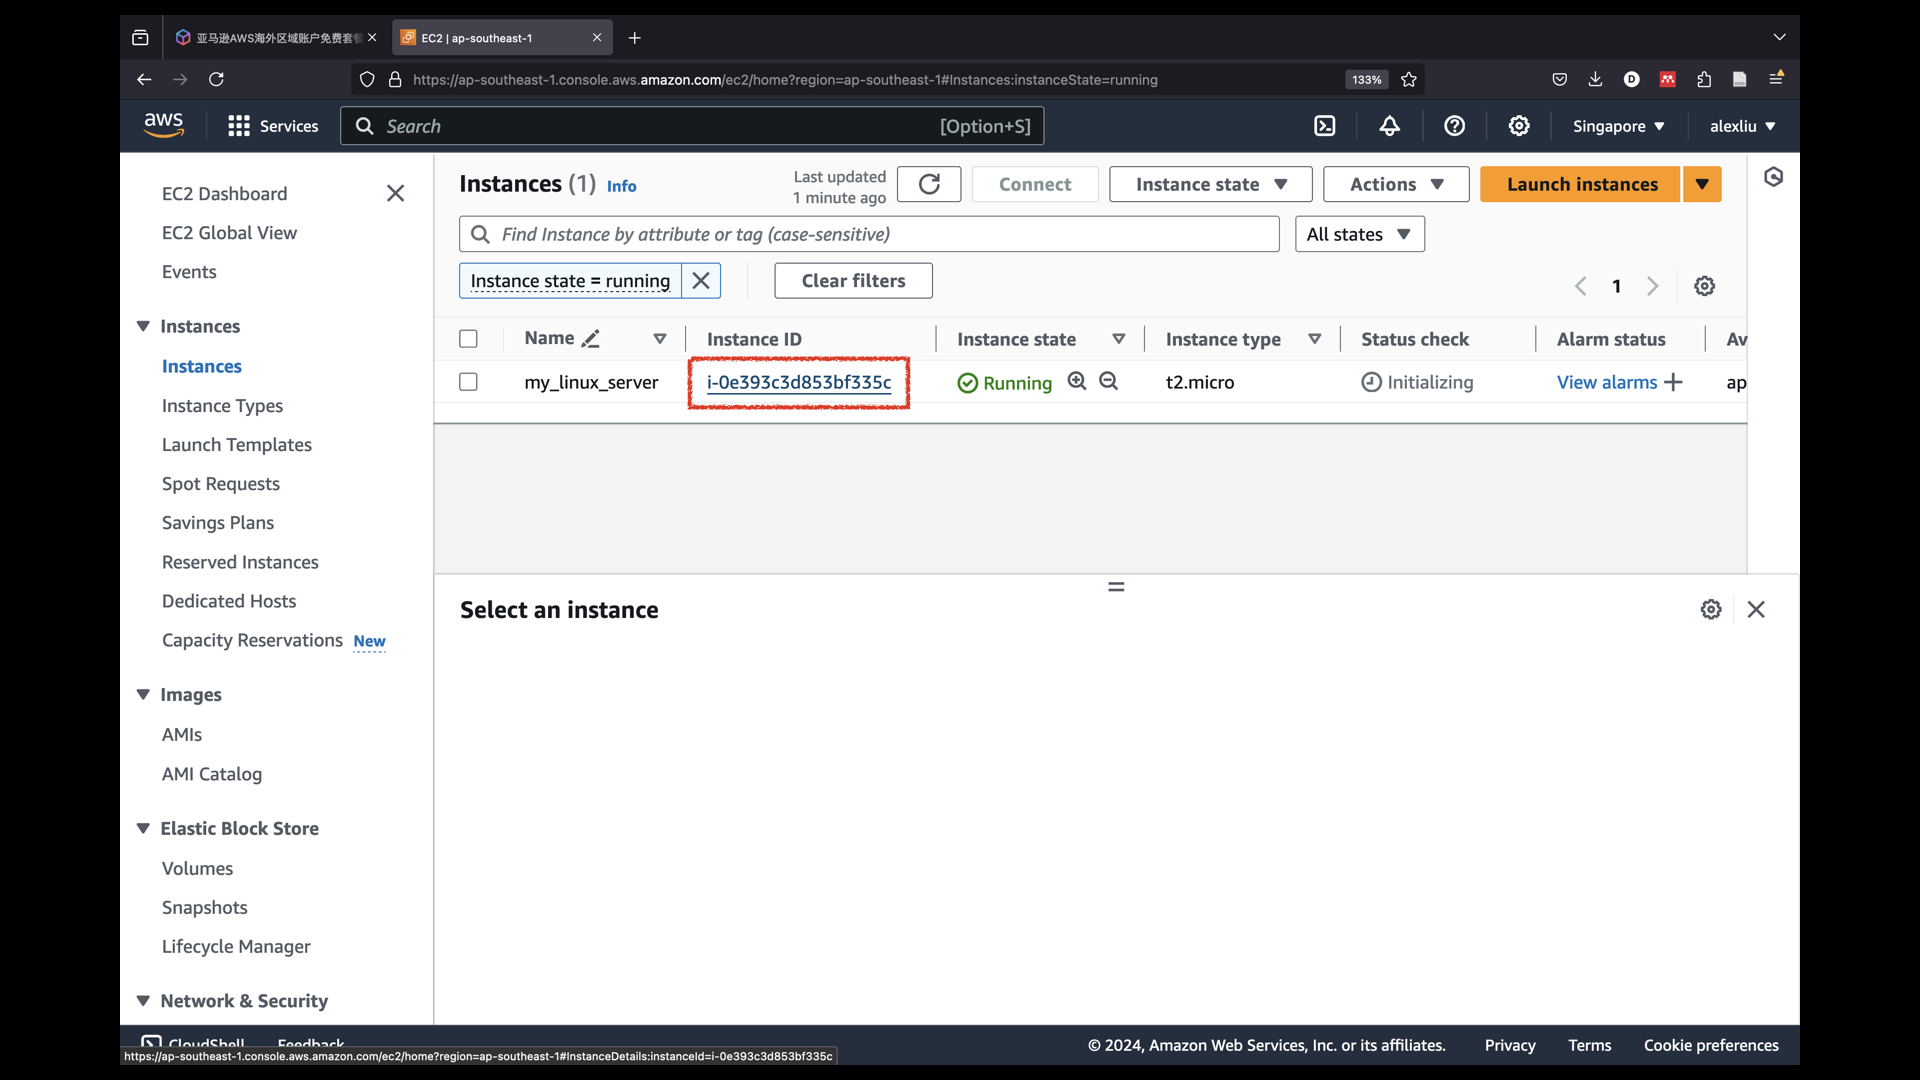 亚马逊AWS海外区域账户免费套餐
EC2 | ap-southeast-1
https://ap-southeast-1.console.aws.amazon.com/ec2/home?region=ap-southeast-1#Instances:instanceState=running
133%
aws
Services
Search
[Option+S]
Singapore
alexliu
EC2 Dashboard
EC2 Global View
Events
Instances
Instances
Instance Types
Launch Templates
Spot Requests
Savings Plans
Reserved Instances
Dedicated Hosts
Capacity Reservations New
Images
AMIs
AMI Catalog
Elastic Block Store
Volumes
Snapshots
Lifecycle Manager
Network & Security
Instances (1) Info
Last updated
1 minute ago
Connect
Instance state
Actions
Launch instances
Find Instance by attribute or tag (case-sensitive)
All states
Instance state = running
Clear filters
1
Name
Instance ID
Instance state
Instance type
Status check
Alarm status
Av
my_linux_server
i-0e393c3d853bf335c
Running
t2.micro
Initializing
View alarms
ap
Select an instance
CloudShell
Feedback
© 2024, Amazon Web Services, Inc. or its affiliates.
Privacy
Terms
Cookie preferences
https://ap-southeast-1.console.aws.amazon.com/ec2/home?region=ap-southeast-1#InstanceDetails:instanceId=i-0e393c3d853bf335c